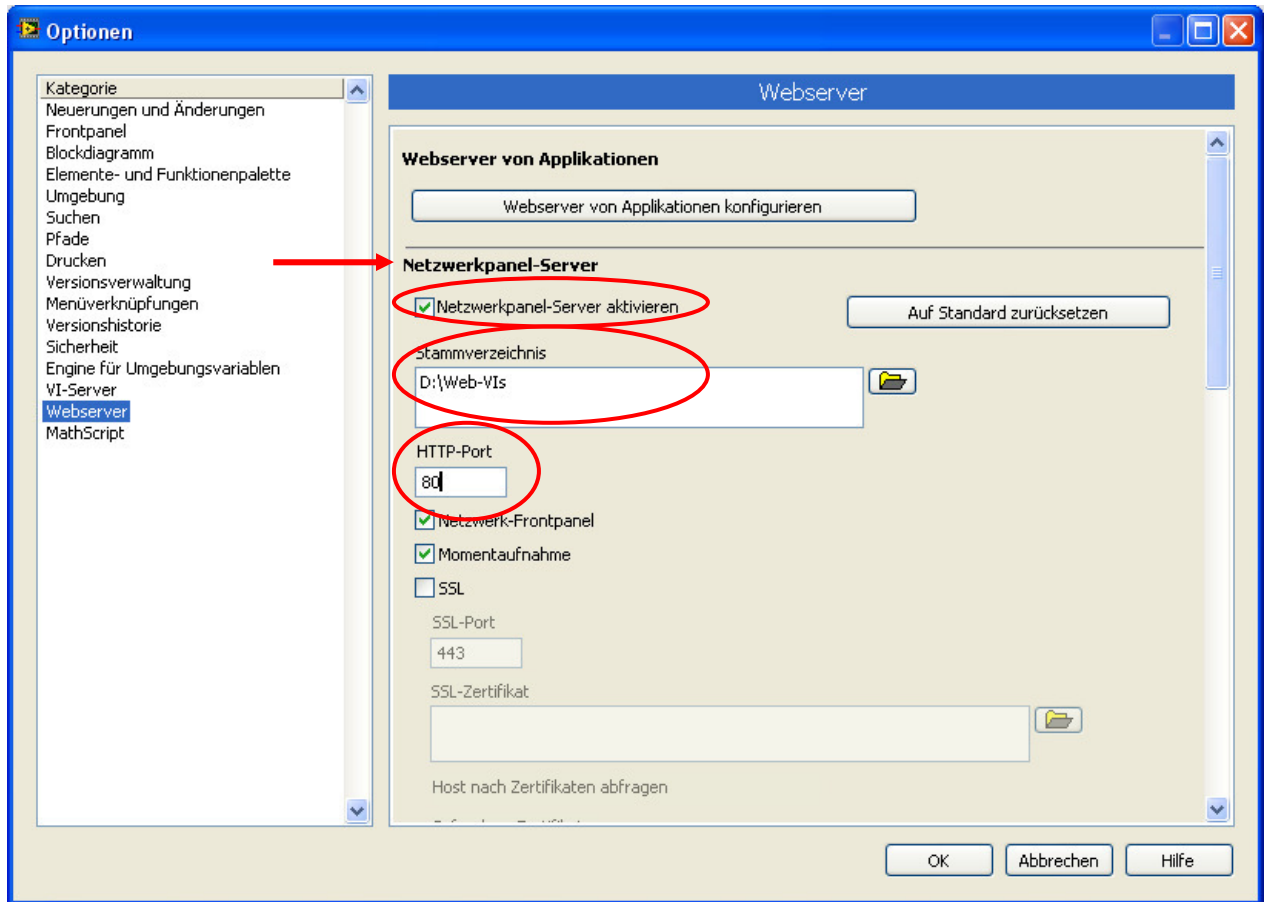 Optionen
Kategorie
Neuerungen und Änderungen
Frontpanel
Blockdiagramm
Elemente- und Funktionenpalette
Umgebung
Suchen
Pfade
Drucken
Versionsverwaltung
Menüverknüpfungen
Versionshistorie
Sicherheit
Engine für Umgebungsvariablen
VI-Server
Webserver
MathScript
Webserver
Webserver von Applikationen
Webserver von Applikationen konfigurieren
Netzwerkpanel-Server
Netzwerkpanel-Server aktivieren
Auf Standard zurücksetzen
Stammverzeichnis
D:\Web-VIs
HTTP-Port
80
Netzwerk-Frontpanel
Momentaufnahme
SSL
SSL-Port
443
SSL-Zertifikat
Host nach Zertifikaten abfragen
OK
Abbrechen
Hilfe